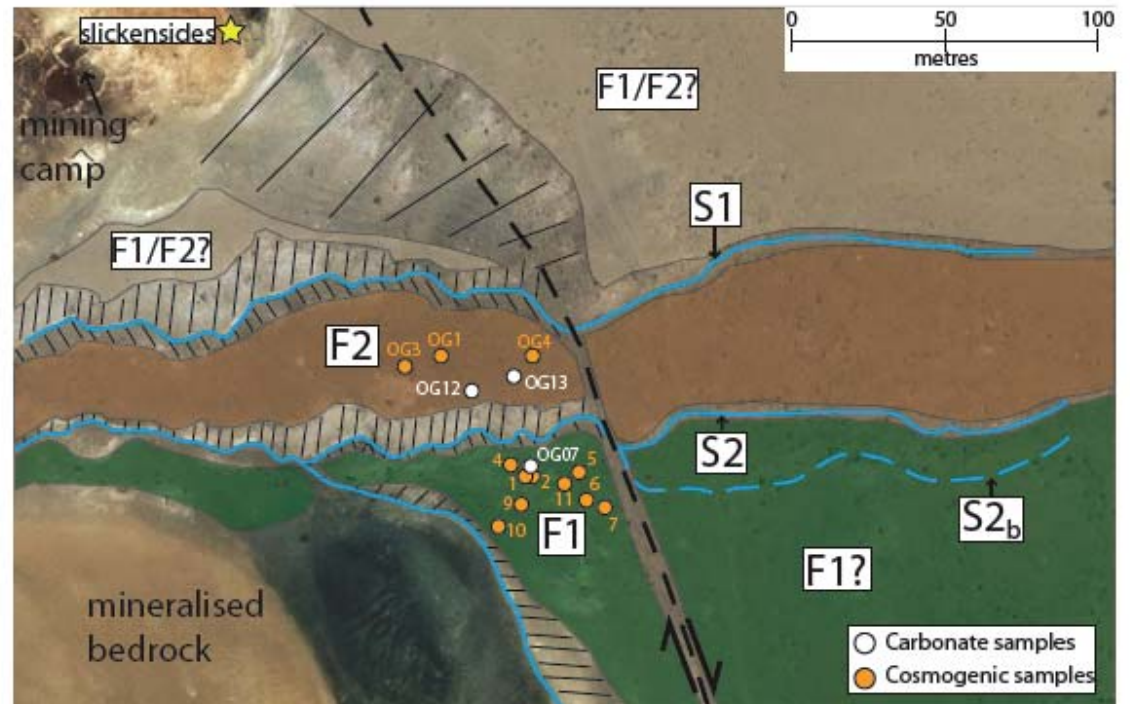 slickensides
0 50 100
metres
mining
camp
F1/F2?
F1/F2?
S1
F2
OG3
OG1
OG4
OG12
OG13
OG07
4
5
1
2
6
9
11
7
10
F1
S2
S2b
F1?
mineralised
bedrock
Carbonate samples
Cosmogenic samples